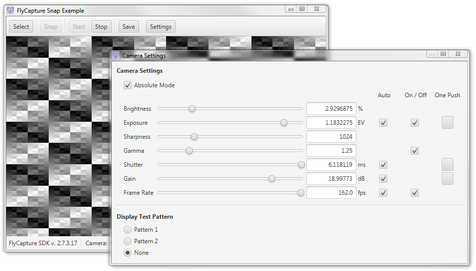 FlyCapture Snap Example
Select Snap Start Stop Save Settings
Camera Settings
Camera Settings
Absolute Mode
Auto On / Off One Push
Brightness 2.9296875 %
Exposure 1.1832275 EV
Sharpness 1024
Gamma 1.25
Shutter 6.118119 ms
Gain 18.99773 dB
Frame Rate 162.0 fps
Display Test Pattern
Pattern 1
Pattern 2
None
FlyCapture SDK v. 2.7.3.17 Camera: